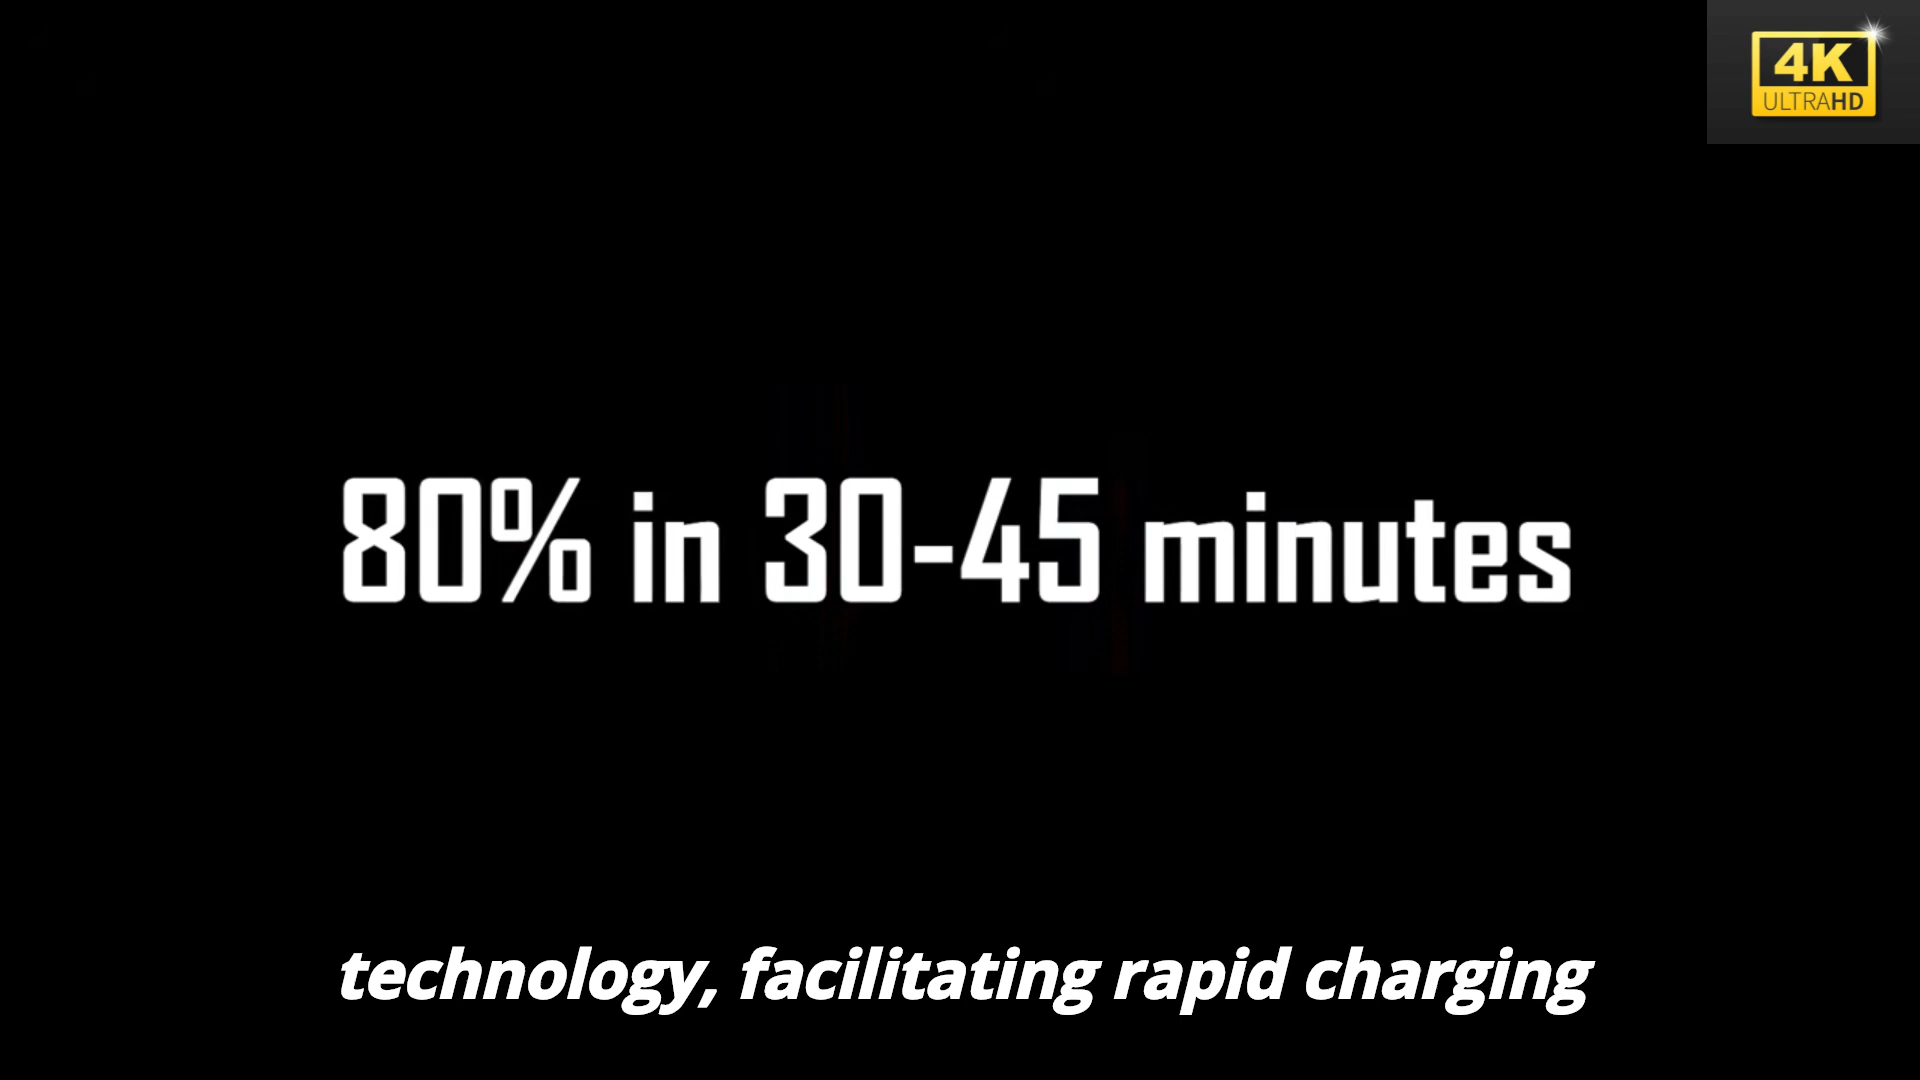 4K
ULTRAHD
80% in 30-45 minutes
technology, facilitating rapid charging